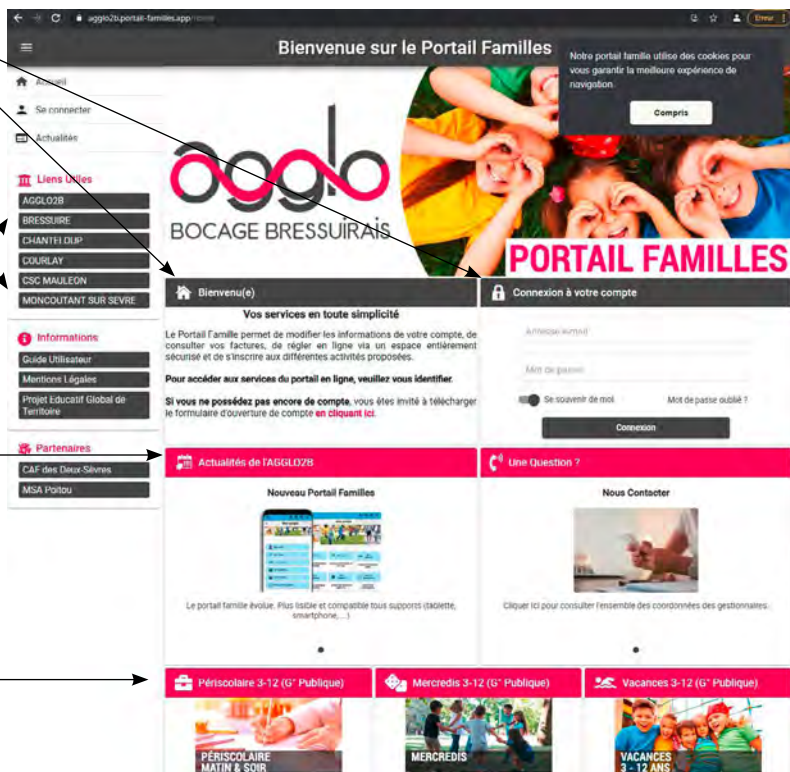 agglo2b.portail-familles.app/home
Erreur
Bienvenue sur le Portail Familles
Notre portail famille utilise des cookies pour
vous garantir la meilleure expérience de
navigation.
Compris
Accueil
Se connecter
Actualités
Liens Utiles
AGGLO2B
BRESSUIRE
CHANTELOUP
COURLAY
CSC MAULEON
MONCOUTANT SUR SEVRE
Informations
Guide Utilisateur
Mentions Légales
Projet Educatif Global de
Territoire
Partenaires
CAF des Deux-Sèvres
MSA Poitou
agglo
BOCAGE BRESSUIRAIS
PORTAIL FAMILLES
Bienvenu(e)
Vos services en toute simplicité
Le Portail Famille permet de modifier les informations de votre compte, de
consulter vos factures, de régler en ligne via un espace entièrement
sécurisé et de s'inscrire aux différentes activités proposées.
Pour accéder aux services du portail en ligne, veuillez vous identifier.
Si vous ne possédez pas encore de compte, vous êtes invité à télécharger
le formulaire d'ouverture de compte en cliquant ici.
Connexion à votre compte
Adresse e-mail
Mot de passe
Se souvenir de moi
Mot de passe oublié ?
Connexion
Actualités de l'AGGLO2B
Nouveau Portail Familles
Le portail famille évolue. Plus lisible et compatible tous supports (tablette,
smartphone, ...)
Une Question ?
Nous Contacter
Cliquer ici pour consulter l'ensemble des coordonnées des gestionnaires.
Périscolaire 3-12 (G° Publique)
PÉRISCOLAIRE
MATIN & SOIR
Mercredis 3-12 (G° Publique)
MERCREDIS
Vacances 3-12 (G° Publique)
VACANCES
3 - 12 ANS